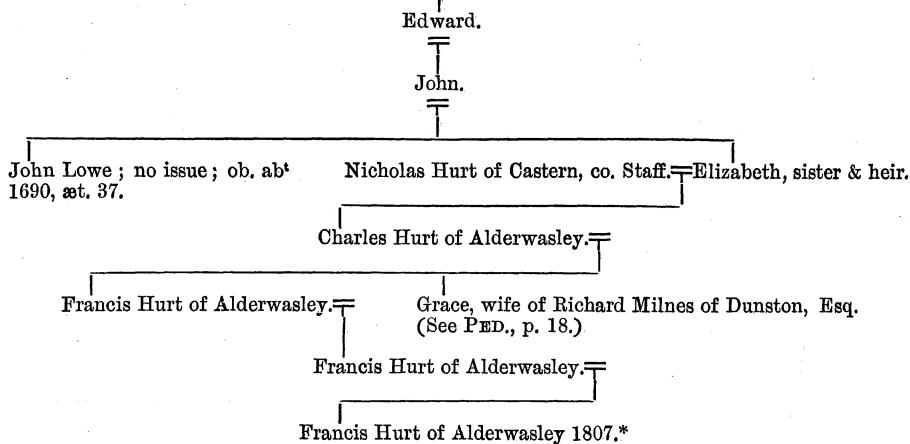 Edward.
John.
John Lowe ; no issue ; ob. abᵗ
1690, æt. 37.
Nicholas Hurt of Castern, co. Staff.
Elizabeth, sister & heir.
Charles Hurt of Alderwasley.
Francis Hurt of Alderwasley.
Grace, wife of Richard Milnes of Dunston, Esq.
(See PED., p. 18.)
Francis Hurt of Alderwasley.
Francis Hurt of Alderwasley 1807.*